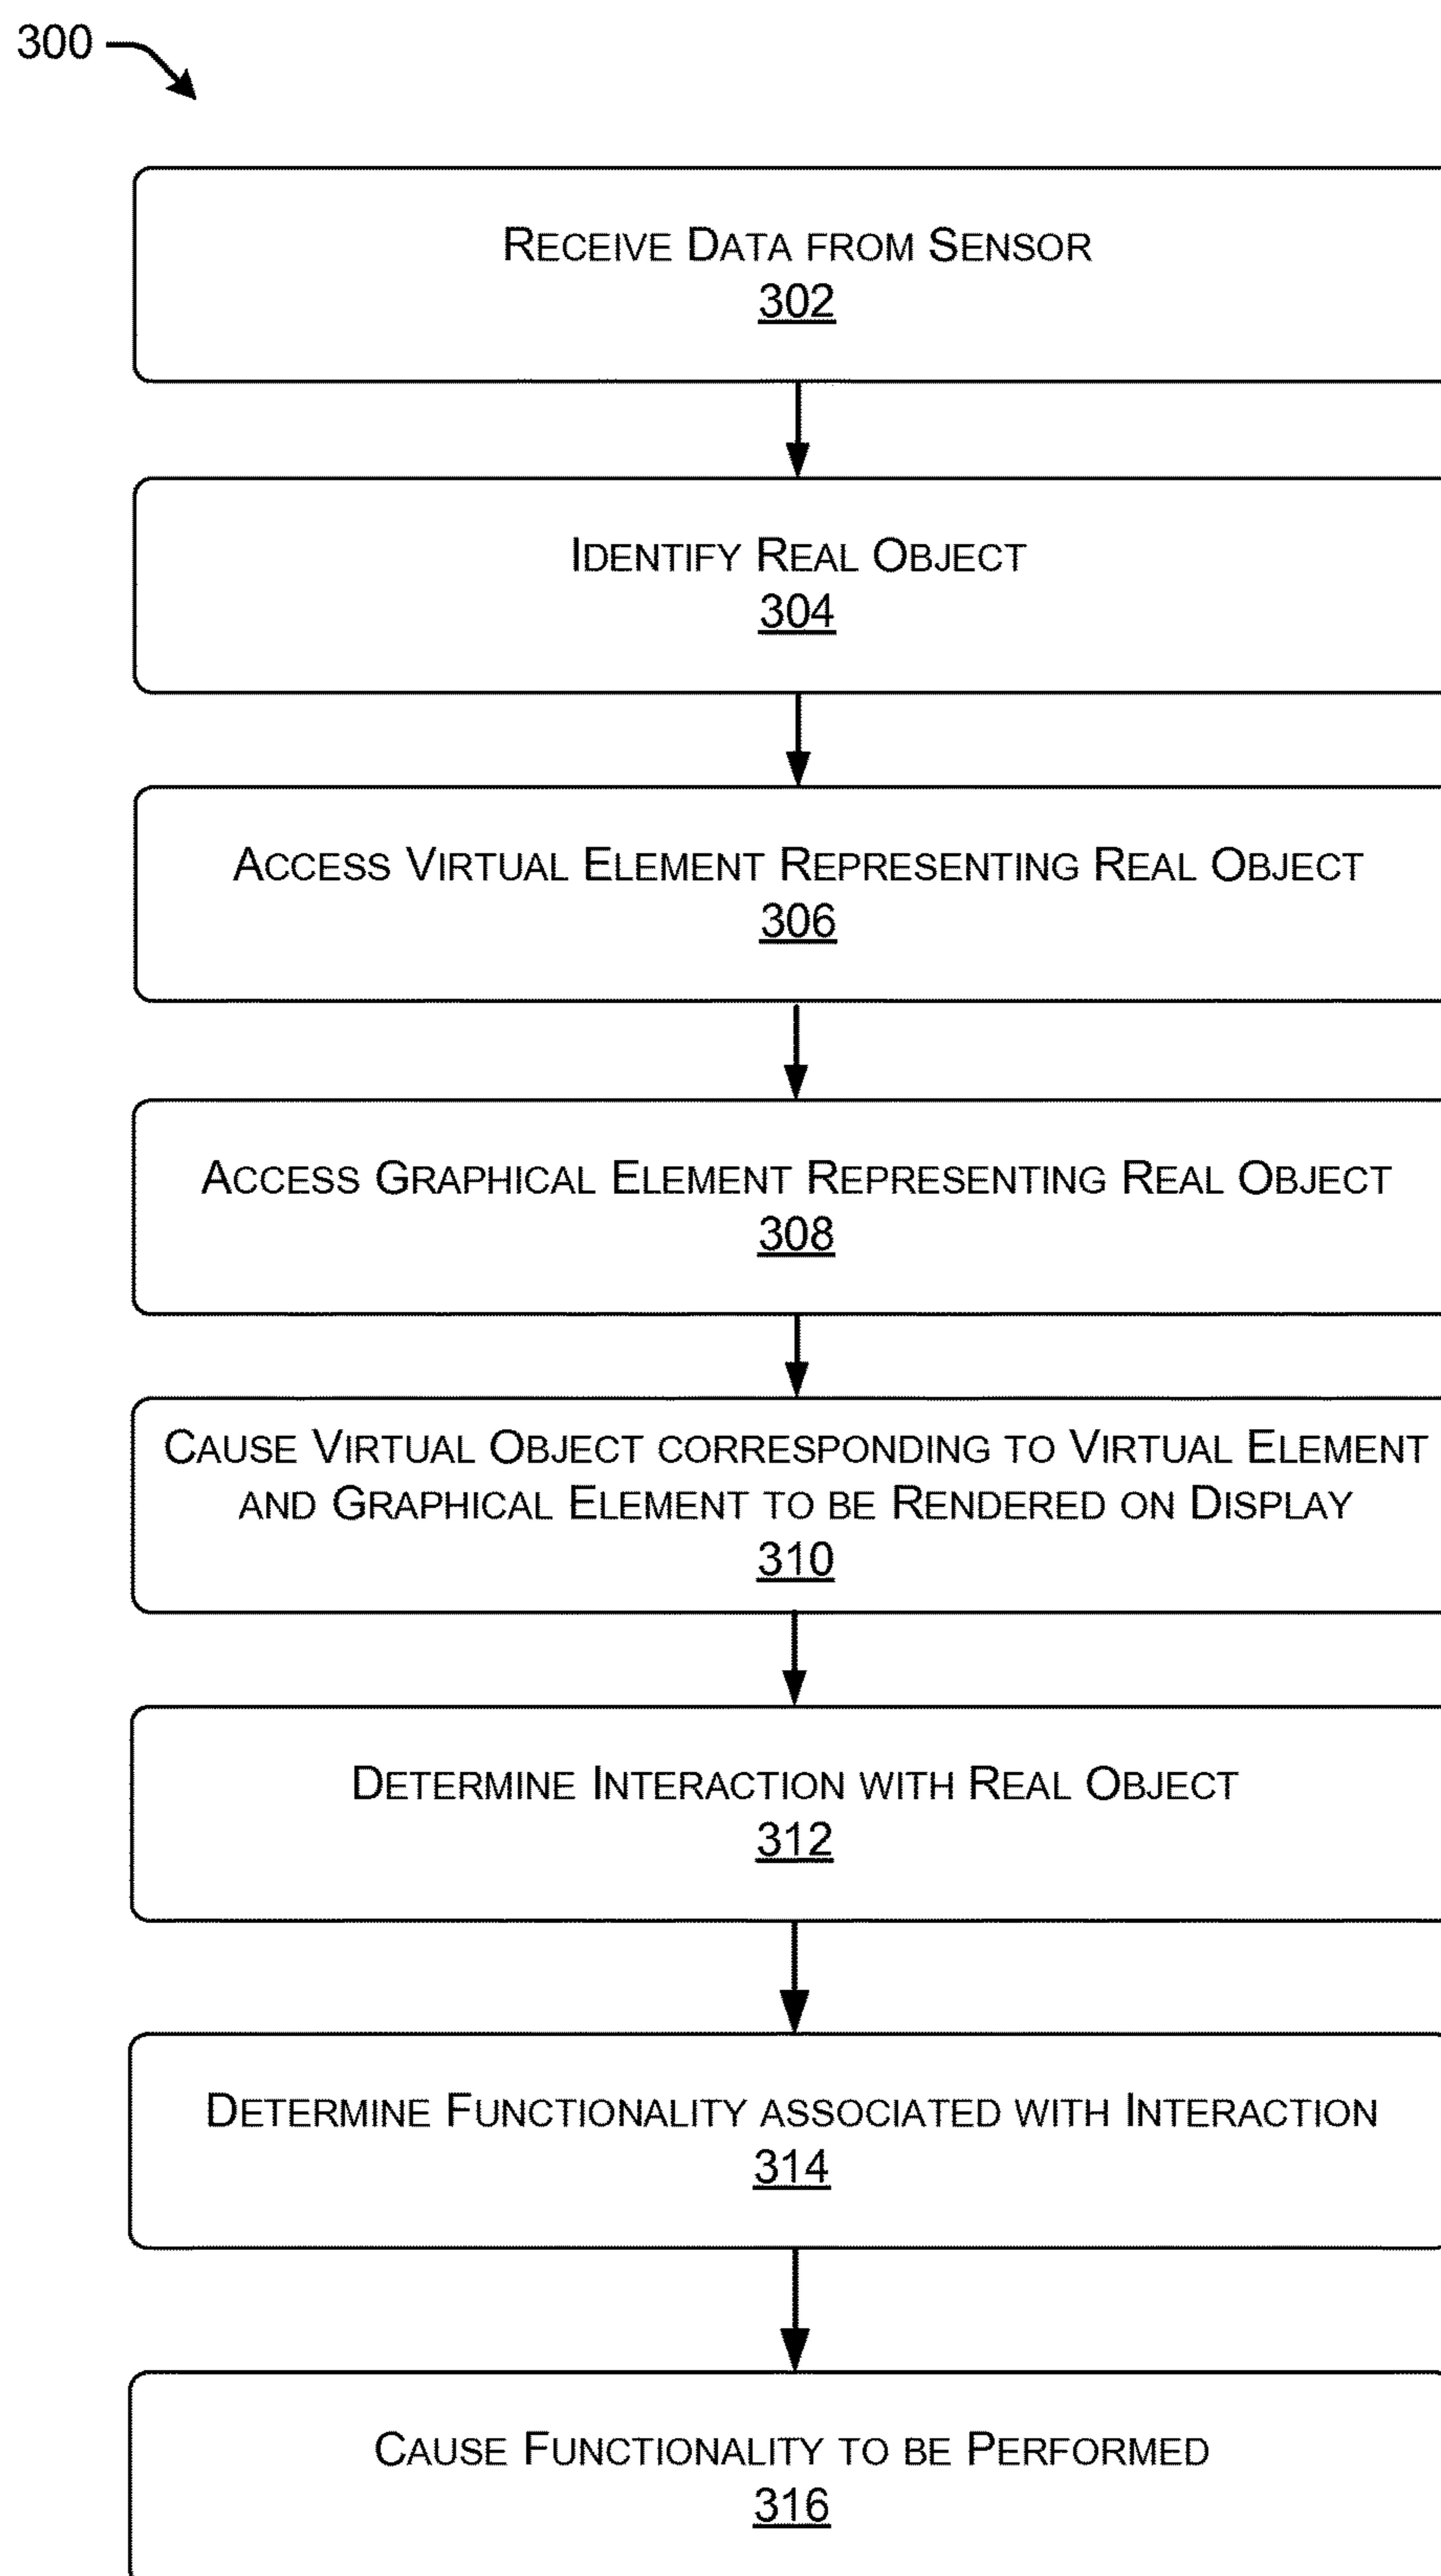 300
RECEIVE DATA FROM SENSOR
302
IDENTIFY REAL OBJECT
304
ACCESS VIRTUAL ELEMENT REPRESENTING REAL OBJECT
306
ACCESS GRAPHICAL ELEMENT REPRESENTING REAL OBJECT
308
CAUSE VIRTUAL OBJECT CORRESPONDING TO VIRTUAL ELEMENT
AND GRAPHICAL ELEMENT TO BE RENDERED ON DISPLAY
310
DETERMINE INTERACTION WITH REAL OBJECT
312
DETERMINE FUNCTIONALITY ASSOCIATED WITH INTERACTION
314
CAUSE FUNCTIONALITY TO BE PERFORMED
316